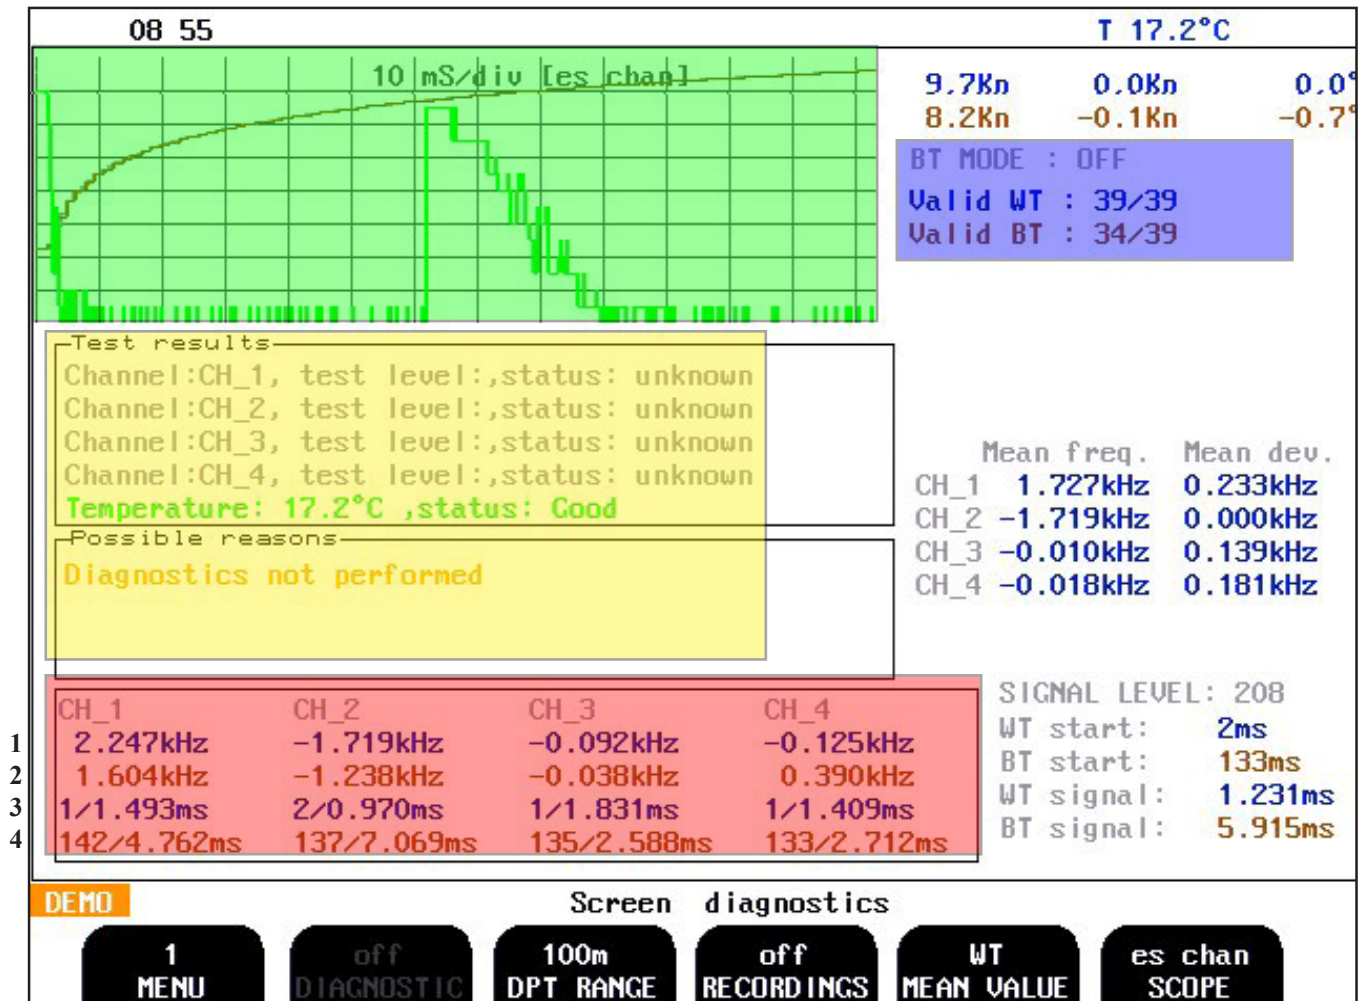 08 55 T 17.2°C
10 mS/div [es chan]
9.7Kn 0.0Kn 0.0°
8.2Kn -0.1Kn -0.7°
BT MODE : OFF
Valid WT : 39/39
Valid BT : 34/39
Test results
Channel:CH_1, test level:,status: unknown
Channel:CH_2, test level:,status: unknown
Channel:CH_3, test level:,status: unknown
Channel:CH_4, test level:,status: unknown
Temperature: 17.2°C ,status: Good
Possible reasons
Diagnostics not performed
Mean freq. Mean dev.
CH_1 1.727kHz 0.233kHz
CH_2 -1.719kHz 0.000kHz
CH_3 -0.010kHz 0.139kHz
CH_4 -0.018kHz 0.181kHz
CH_1 CH_2 CH_3 CH_4
1 2.247kHz -1.719kHz -0.092kHz -0.125kHz
2 1.604kHz -1.238kHz -0.038kHz 0.390kHz
3 1/1.493ms 2/0.970ms 1/1.831ms 1/1.409ms
4 142/4.762ms 137/7.069ms 135/2.588ms 133/2.712ms
SIGNAL LEVEL: 208
WT start: 2ms
BT start: 133ms
WT signal: 1.231ms
BT signal: 5.915ms
DEMO Screen diagnostics
1 off 100m off WT es chan
MENU DIAGNOSTIC DPT RANGE RECORDINGS MEAN VALUE SCOPE